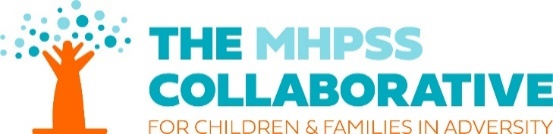 THE MHPSS
COLLABORATIVE
FOR CHILDREN & FAMILIES IN ADVERSITY